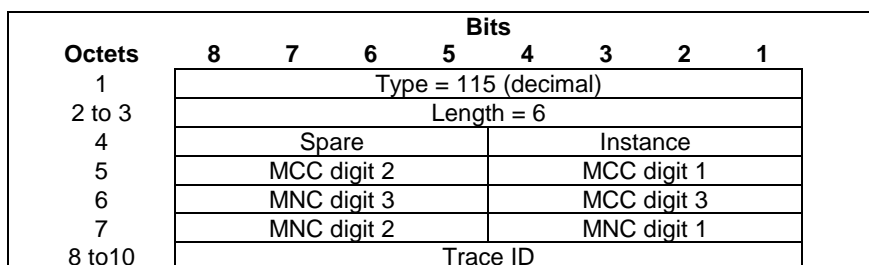 Bits
Octets 8 7 6 5 4 3 2 1
1 Type = 115 (decimal)
2 to 3 Length = 6
4 Spare Instance
5 MCC digit 2 MCC digit 1
6 MNC digit 3 MCC digit 3
7 MNC digit 2 MNC digit 1
8 to10 Trace ID